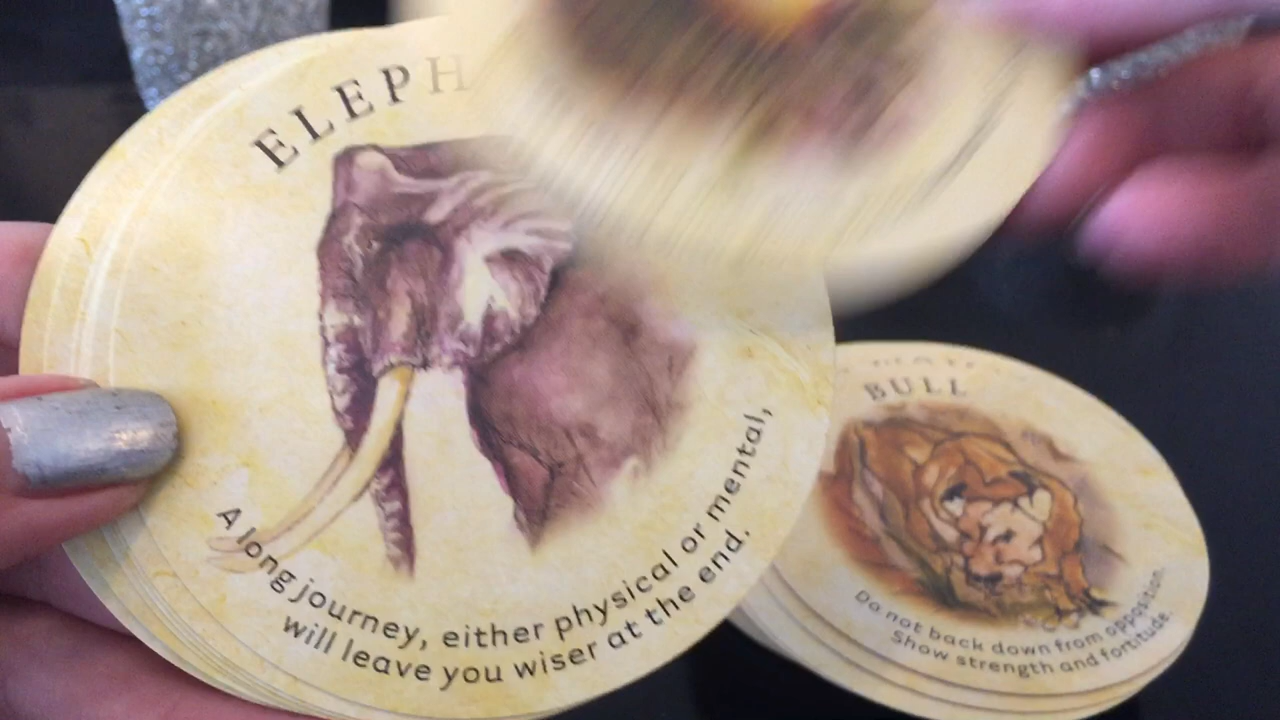 ELEPH
A long journey, either physical or mental,
will leave you wiser at the end.
BULL
Do not back down from opposition.
Show strength and fortitude.